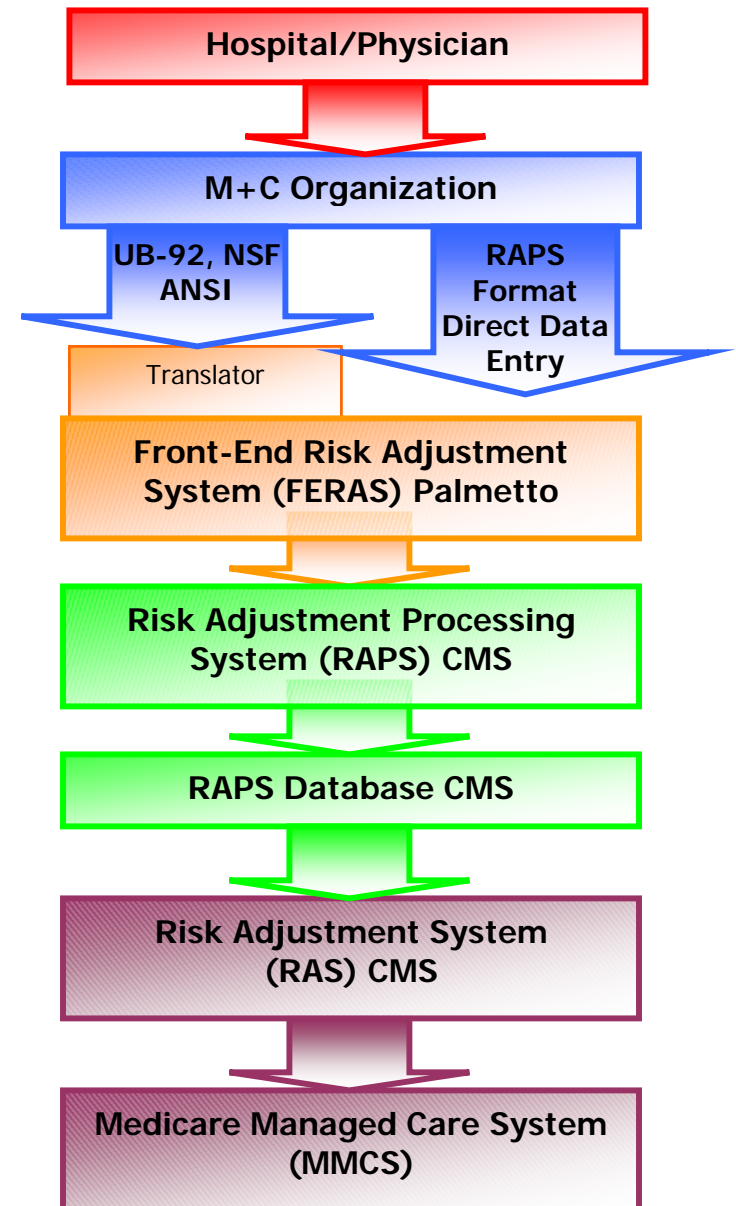 Hospital/Physician
M+C Organization
UB-92, NSF
ANSI
RAPS
Format
Direct Data
Entry
Translator
Front-End Risk Adjustment
System (FERAS) Palmetto
Risk Adjustment Processing
System (RAPS) CMS
RAPS Database CMS
Risk Adjustment System
(RAS) CMS
Medicare Managed Care System
(MMCS)